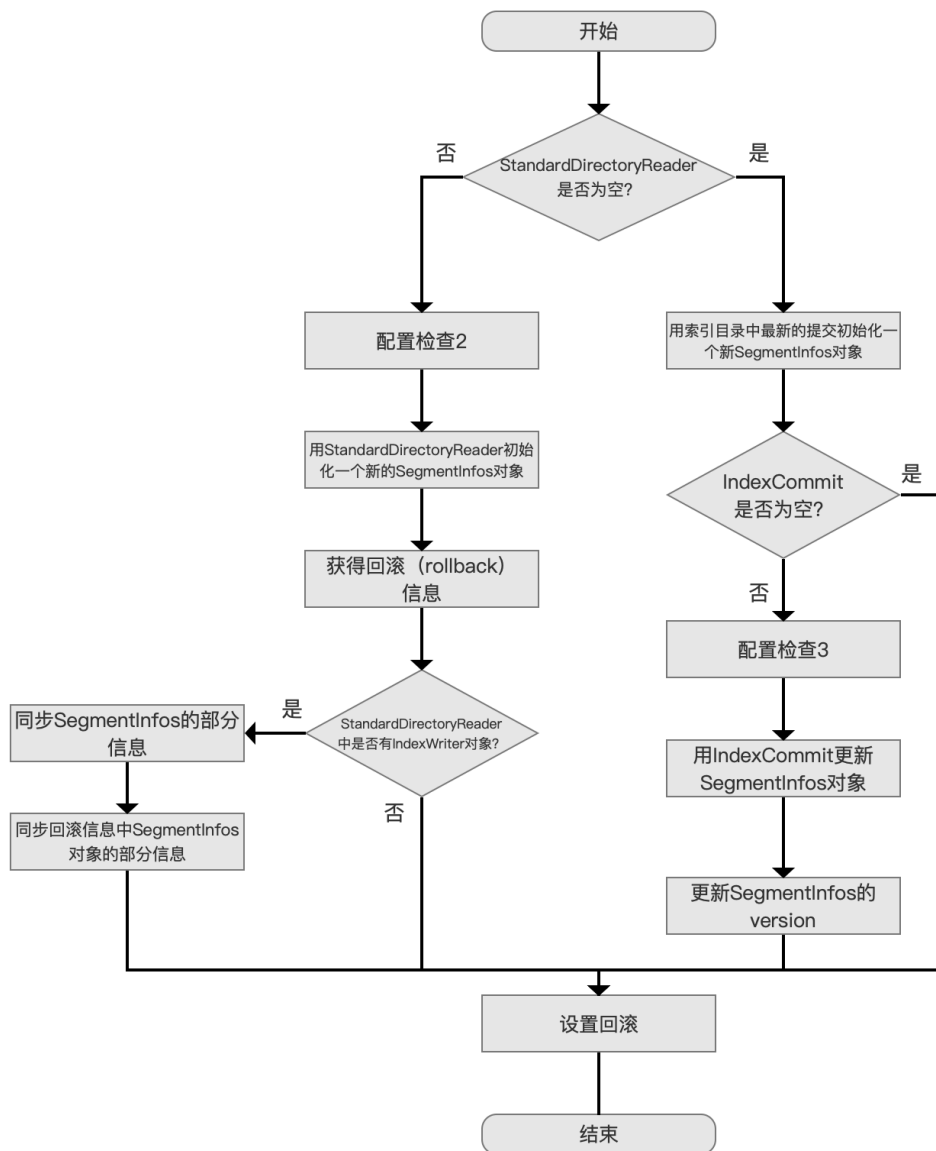 开始
否
是
StandardDirectoryReader
是否为空?
配置检查2
用索引目录中最新的提交初始化一
个新SegmentInfos对象
用StandardDirectoryReader初始
化一个新的SegmentInfos对象
IndexCommit
是否为空?
是
获得回滚（rollback）
信息
否
配置检查3
同步SegmentInfos的部分
信息
是
StandardDirectoryReader
中是否有IndexWriter对象?
用IndexCommit更新
SegmentInfos对象
否
同步回滚信息中SegmentInfos
对象的部分信息
更新SegmentInfos的
version
设置回滚
结束